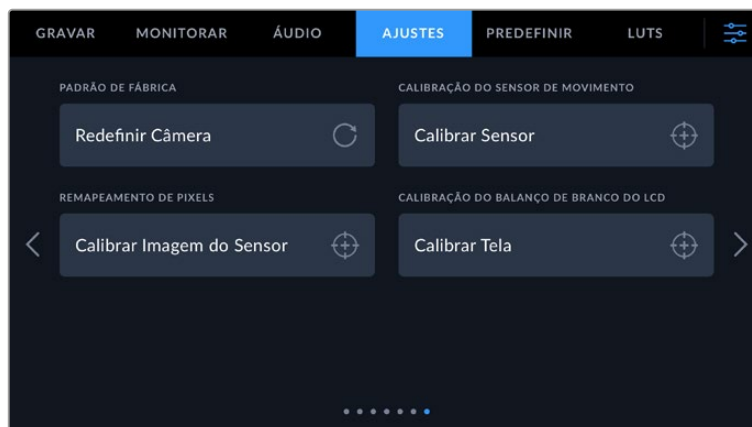 GRAVAR MONITORAR ÁUDIO AJUSTES PREDEFINIR LUTS
PADRÃO DE FÁBRICA
Redefinir Câmera
CALIBRAÇÃO DO SENSOR DE MOVIMENTO
Calibrar Sensor
REMAPEAMENTO DE PIXELS
Calibrar Imagem do Sensor
CALIBRAÇÃO DO BALANÇO DE BRANCO DO LCD
Calibrar Tela